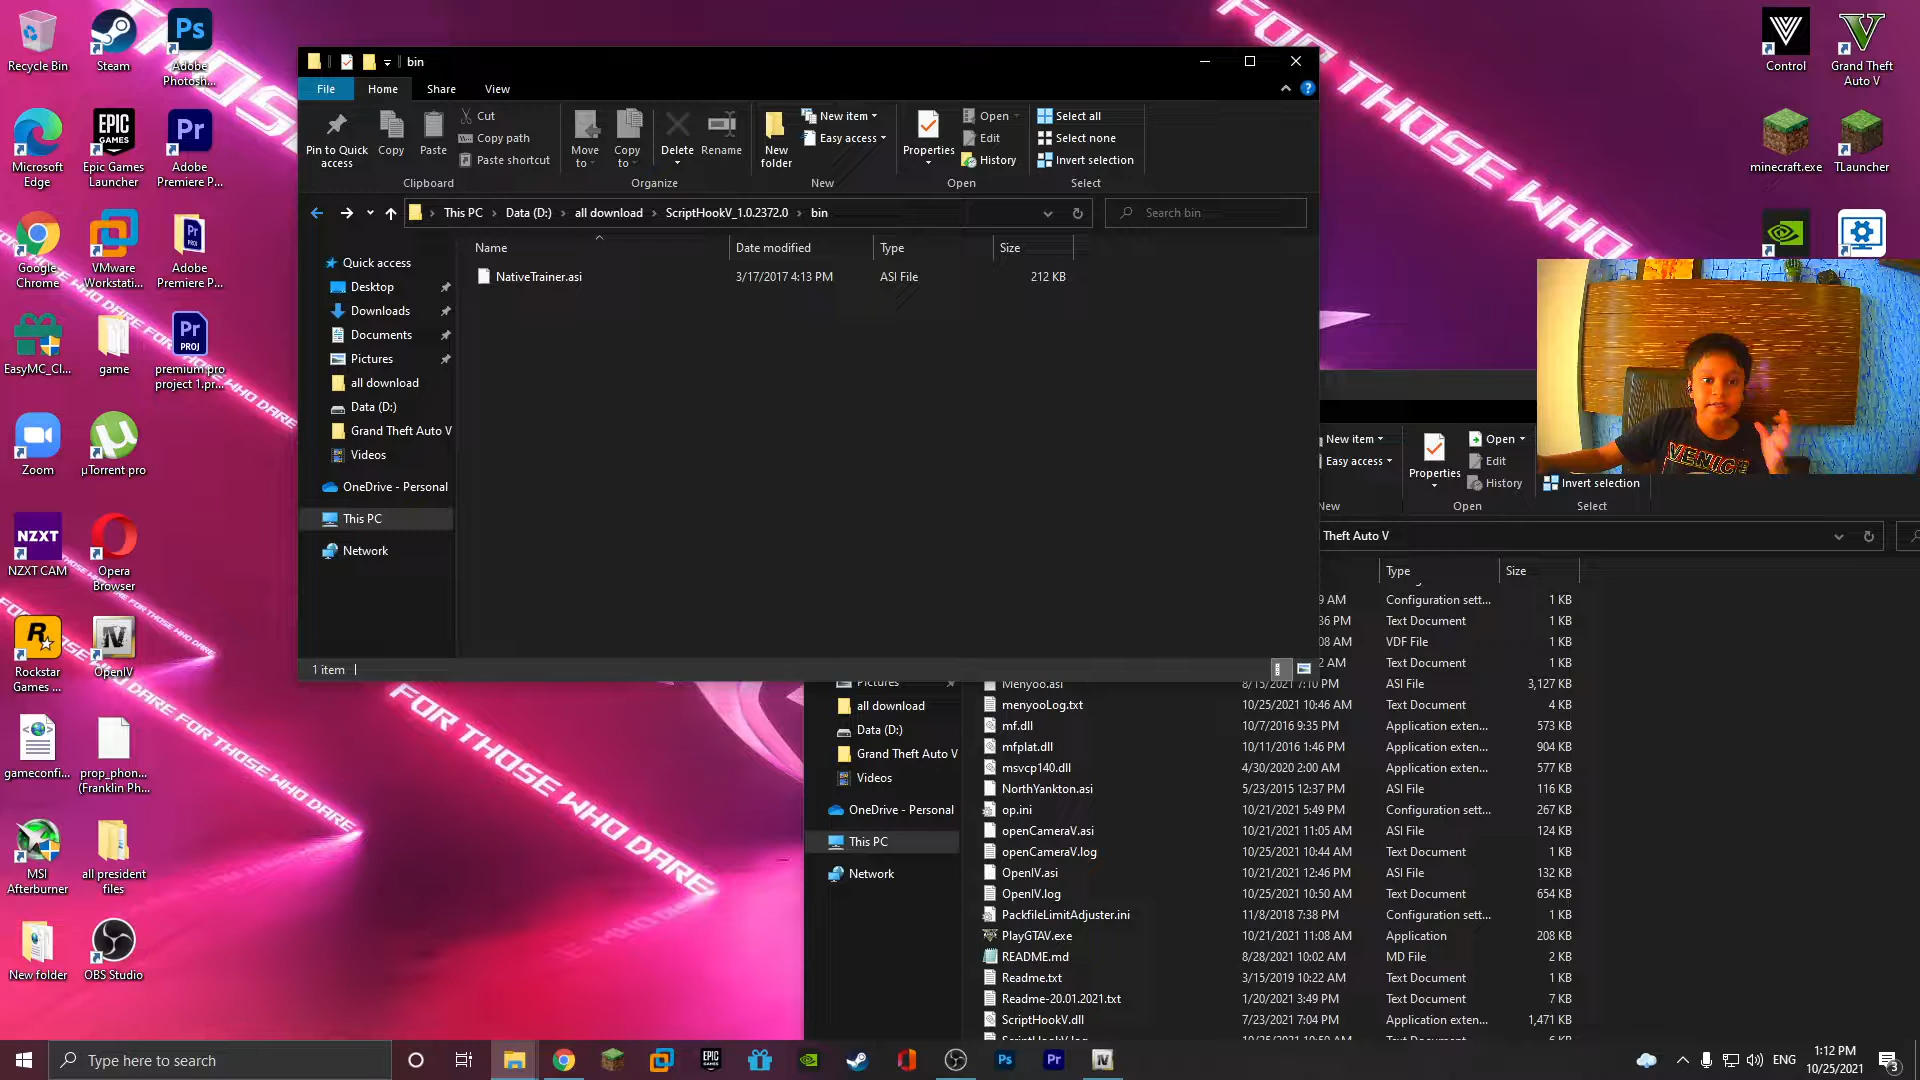 Recycle Bin
Steam
Adobe
Photosh...
Microsoft
Edge
Epic Games
Launcher
Adobe
Premiere P...
Google
Chrome
VMware
Workstati...
Adobe
Premiere P...
EasyMC_Cl...
game
premium pro
project 1.pr...
Zoom
µTorrent pro
NZXT CAM
Opera
Browser
Rockstar
Games ...
OpenIV
gameconfi...
prop_phon...
(Franklin Ph...
MSI
Afterburner
all president
files
New folder
OBS Studio
Control
Grand Theft
Auto V
minecraft.exe
TLauncher
bin
File
Home
Share
View
Pin to Quick
access
Copy
Paste
Cut
Copy path
Paste shortcut
Clipboard
Move
to
Copy
to
Delete
Rename
Organize
New
folder
New item
Easy access
New
Properties
Open
Edit
History
Open
Select all
Select none
Invert selection
Select
This PC
Data (D:)
all download
ScriptHookV_1.0.2372.0
bin
Search bin
Name
Date modified
Type
Size
NativeTrainer.asi
3/17/2017 4:13 PM
ASI File
212 KB
Quick access
Desktop
Downloads
Documents
Pictures
all download
Data (D:)
Grand Theft Auto V
Videos
OneDrive - Personal
This PC
Network
1 item
New item
Easy access
New
Properties
Open
Edit
History
Open
Invert selection
Select
VENICE
Theft Auto V
Type
Size
9 AM Configuration sett... 1 KB
36 PM Text Document 1 KB
08 AM VDF File 1 KB
2 AM Text Document 1 KB
Menyoo.asi 8/15/2021 7:10 PM ASI File 3,127 KB
menyooLog.txt 10/25/2021 10:46 AM Text Document 4 KB
mf.dll 10/7/2016 9:35 PM Application exten... 573 KB
mfplat.dll 10/11/2016 1:46 PM Application exten... 904 KB
msvcp140.dll 4/30/2020 2:00 AM Application exten... 577 KB
NorthYankton.asi 5/23/2015 12:37 PM ASI File 116 KB
op.ini 10/21/2021 5:49 PM Configuration sett... 267 KB
openCameraV.asi 10/21/2021 11:05 AM ASI File 124 KB
openCameraV.log 10/25/2021 10:44 AM Text Document 1 KB
OpenIV.asi 10/21/2021 12:46 PM ASI File 132 KB
OpenIV.log 10/25/2021 10:50 AM Text Document 654 KB
PackfileLimitAdjuster.ini 11/8/2018 7:38 PM Configuration sett... 1 KB
PlayGTAV.exe 10/21/2021 11:08 AM Application 208 KB
README.md 8/28/2021 10:02 AM MD File 2 KB
Readme.txt 3/15/2019 10:22 AM Text Document 1 KB
Readme-20.01.2021.txt 1/20/2021 3:49 PM Text Document 7 KB
ScriptHookV.dll 7/23/2021 7:04 PM Application exten... 1,471 KB
Pictures
all download
Data (D:)
Grand Theft Auto V
Videos
OneDrive - Personal
This PC
Network
FOR THOSE WHO DARE
FOR THOSE WHO
Type here to search
ENG
1:12 PM
10/25/2021
3